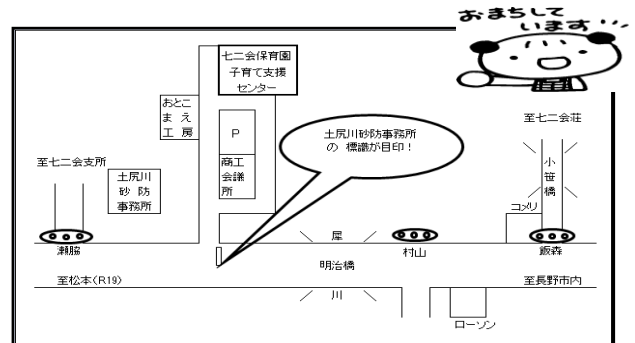 おまちして
います・・・
七二会保育園
子育て支援
センター
おとこ
まえ
工房
P
商工
会議
所
土尻川砂防事務所
の 標識が目印！
至七二会荘
小笹橋
至七二会支所
土尻川
砂防
事務所
コメリ
瀬脇
犀
村山
飯森
明治橋
至松本(R19)
川
至長野市内
ローソン